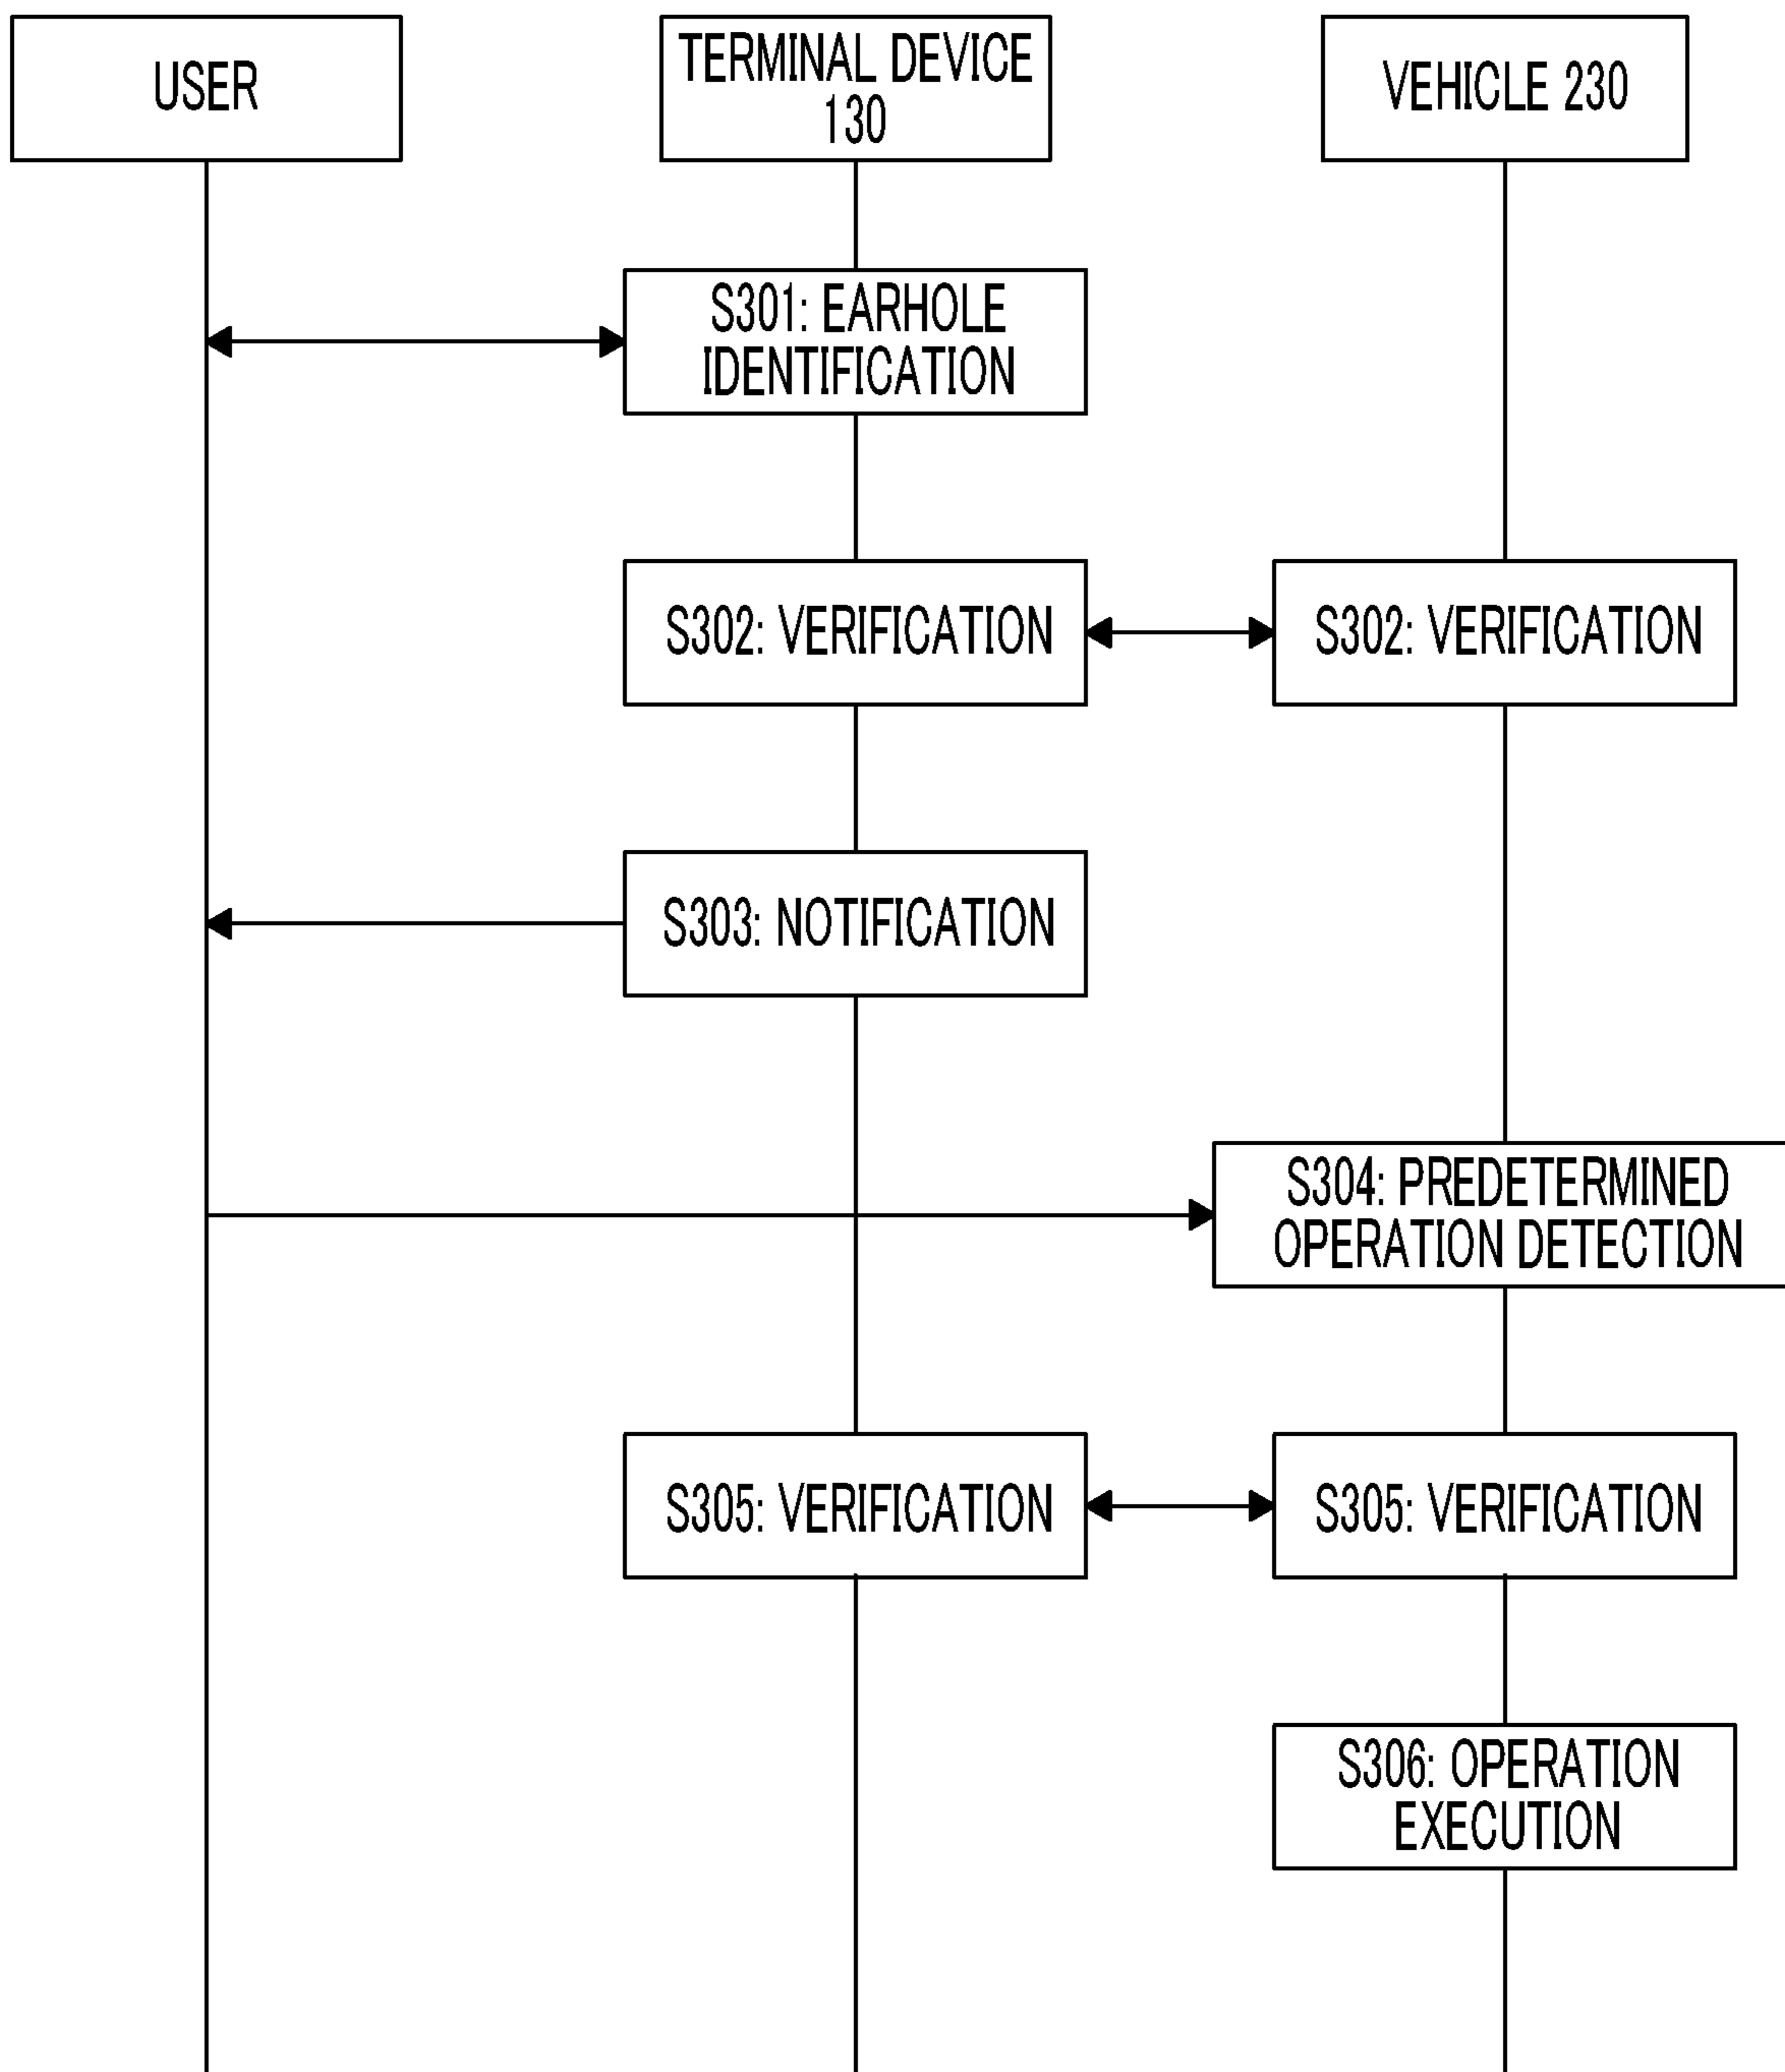 USER
TERMINAL DEVICE
130
VEHICLE 230
S301: EARHOLE
IDENTIFICATION
S302: VERIFICATION
S302: VERIFICATION
S303: NOTIFICATION
S304: PREDETERMINED
OPERATION DETECTION
S305: VERIFICATION
S305: VERIFICATION
S306: OPERATION
EXECUTION